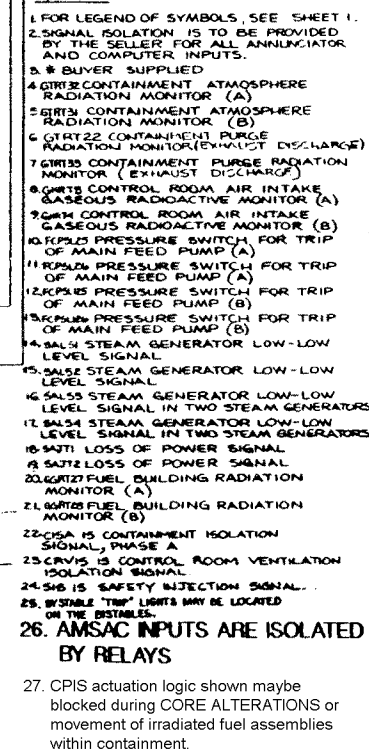 1. FOR LEGEND OF SYMBOLS, SEE SHEET 1.
2. SIGNAL ISOLATION IS TO BE PROVIDED
BY THE SELLER FOR ALL ANNUNCIATOR
AND COMPUTER INPUTS.
3. * BUYER SUPPLIED
4. GTRT32 CONTAINMENT ATMOSPHERE
RADIATION MONITOR (A)
5. GTRT31 CONTAINMENT ATMOSPHERE
RADIATION MONITOR (B)
6. GTRT22 CONTAINMENT PURGE
RADIATION MONITOR (EXHAUST DISCHARGE)
7. GTRT33 CONTAINMENT PURGE RADIATION
MONITOR (EXHAUST DISCHARGE)
8. CONTROL ROOM AIR INTAKE
GASEOUS RADIOACTIVE MONITOR (A)
9. CONTROL ROOM AIR INTAKE
GASEOUS RADIOACTIVE MONITOR (B)
10. PRESSURE SWITCH FOR TRIP
OF MAIN FEED PUMP (A)
11. PRESSURE SWITCH FOR TRIP
OF MAIN FEED PUMP (A)
12. PRESSURE SWITCH FOR TRIP
OF MAIN FEED PUMP (B)
13. PRESSURE SWITCH FOR TRIP
OF MAIN FEED PUMP (B)
14. SAL51 STEAM GENERATOR LOW-LOW
LEVEL SIGNAL
15. SAL52 STEAM GENERATOR LOW-LOW
LEVEL SIGNAL
16. SAL53 STEAM GENERATOR LOW-LOW
LEVEL SIGNAL IN TWO STEAM GENERATORS
17. SAL54 STEAM GENERATOR LOW-LOW
LEVEL SIGNAL IN TWO STEAM GENERATORS
18. SAJT1 LOSS OF POWER SIGNAL
19. SAJT2 LOSS OF POWER SIGNAL
20. GGRT27 FUEL BUILDING RADIATION
MONITOR (A)
21. GGRT28 FUEL BUILDING RADIATION
MONITOR (B)
22. CISA IS CONTAINMENT ISOLATION
SIGNAL, PHASE A
23. CRVIS IS CONTROL ROOM VENTILATION
ISOLATION SIGNAL.
24. SIS IS SAFETY INJECTION SIGNAL.
25. BYSTABLE "TRIP" LIGHTS MAY BE LOCATED
ON THE BISTABLES.
26. AMSAC INPUTS ARE ISOLATED
BY RELAYS
27. CPIS actuation logic shown maybe
blocked during CORE ALTERATIONS or
movement of irradiated fuel assemblies
within containment.